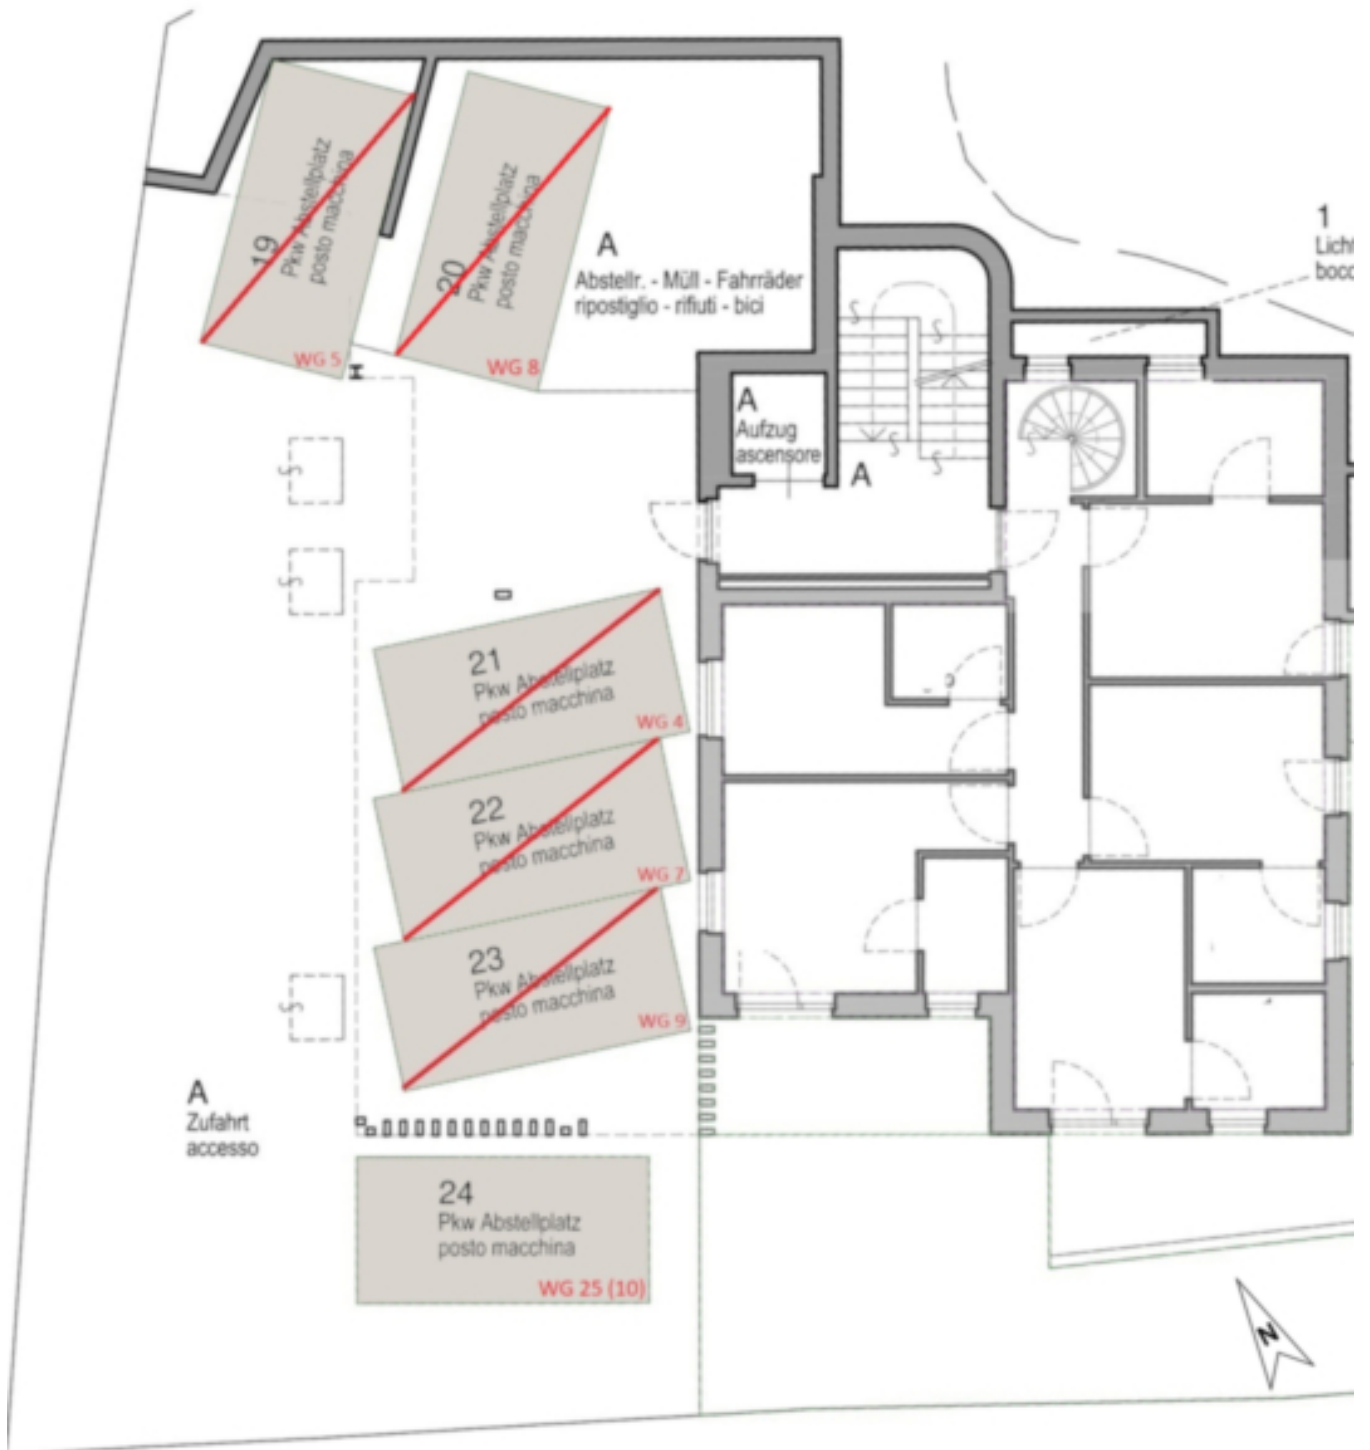 19
Pkw Abstellplatz
posto macchina
WG 5
20
Pkw Abstellplatz
posto macchina
WG 8
A
Abstellr. - Müll - Fahrräder
ripostiglio - rifiuti - bici
1
A
Aufzug
ascensore
A
21
Pkw Abstellplatz
posto macchina
WG 4
22
Pkw Abstellplatz
posto macchina
WG 7
23
Pkw Abstellplatz
posto macchina
WG 9
A
Zufahrt
accesso
24
Pkw Abstellplatz
posto macchina
WG 25 (10)
N